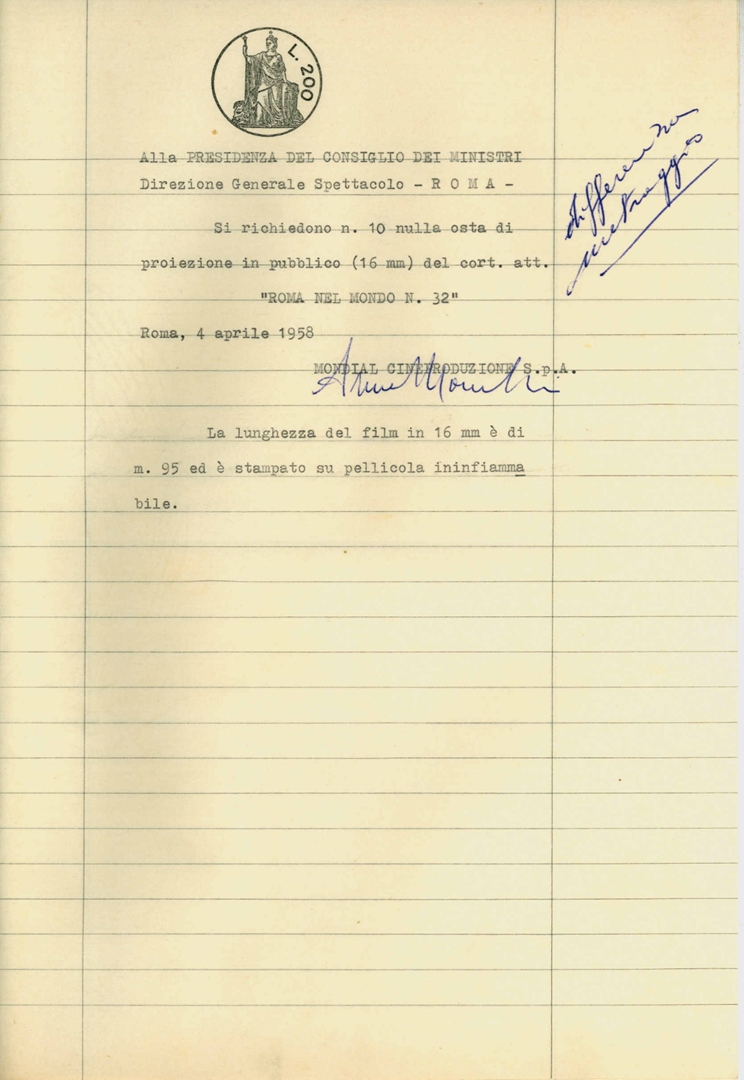 L. 200
Alla PRESIDENZA DEL CONSIGLIO DEI MINISTRI
Direzione Generale Spettacolo - R O M A -
Si richiedono n. 10 nulla osta di
proiezione in pubblico (16 mm) del cort. att.
"ROMA NEL MONDO N. 32"
Roma, 4 aprile 1958
MONDIAL CINEPRODUZIONE S.p.A.
La lunghezza del film in 16 mm è di
m. 95 ed è stampato su pellicola ininfiamma
bile.
differenza
metraggio